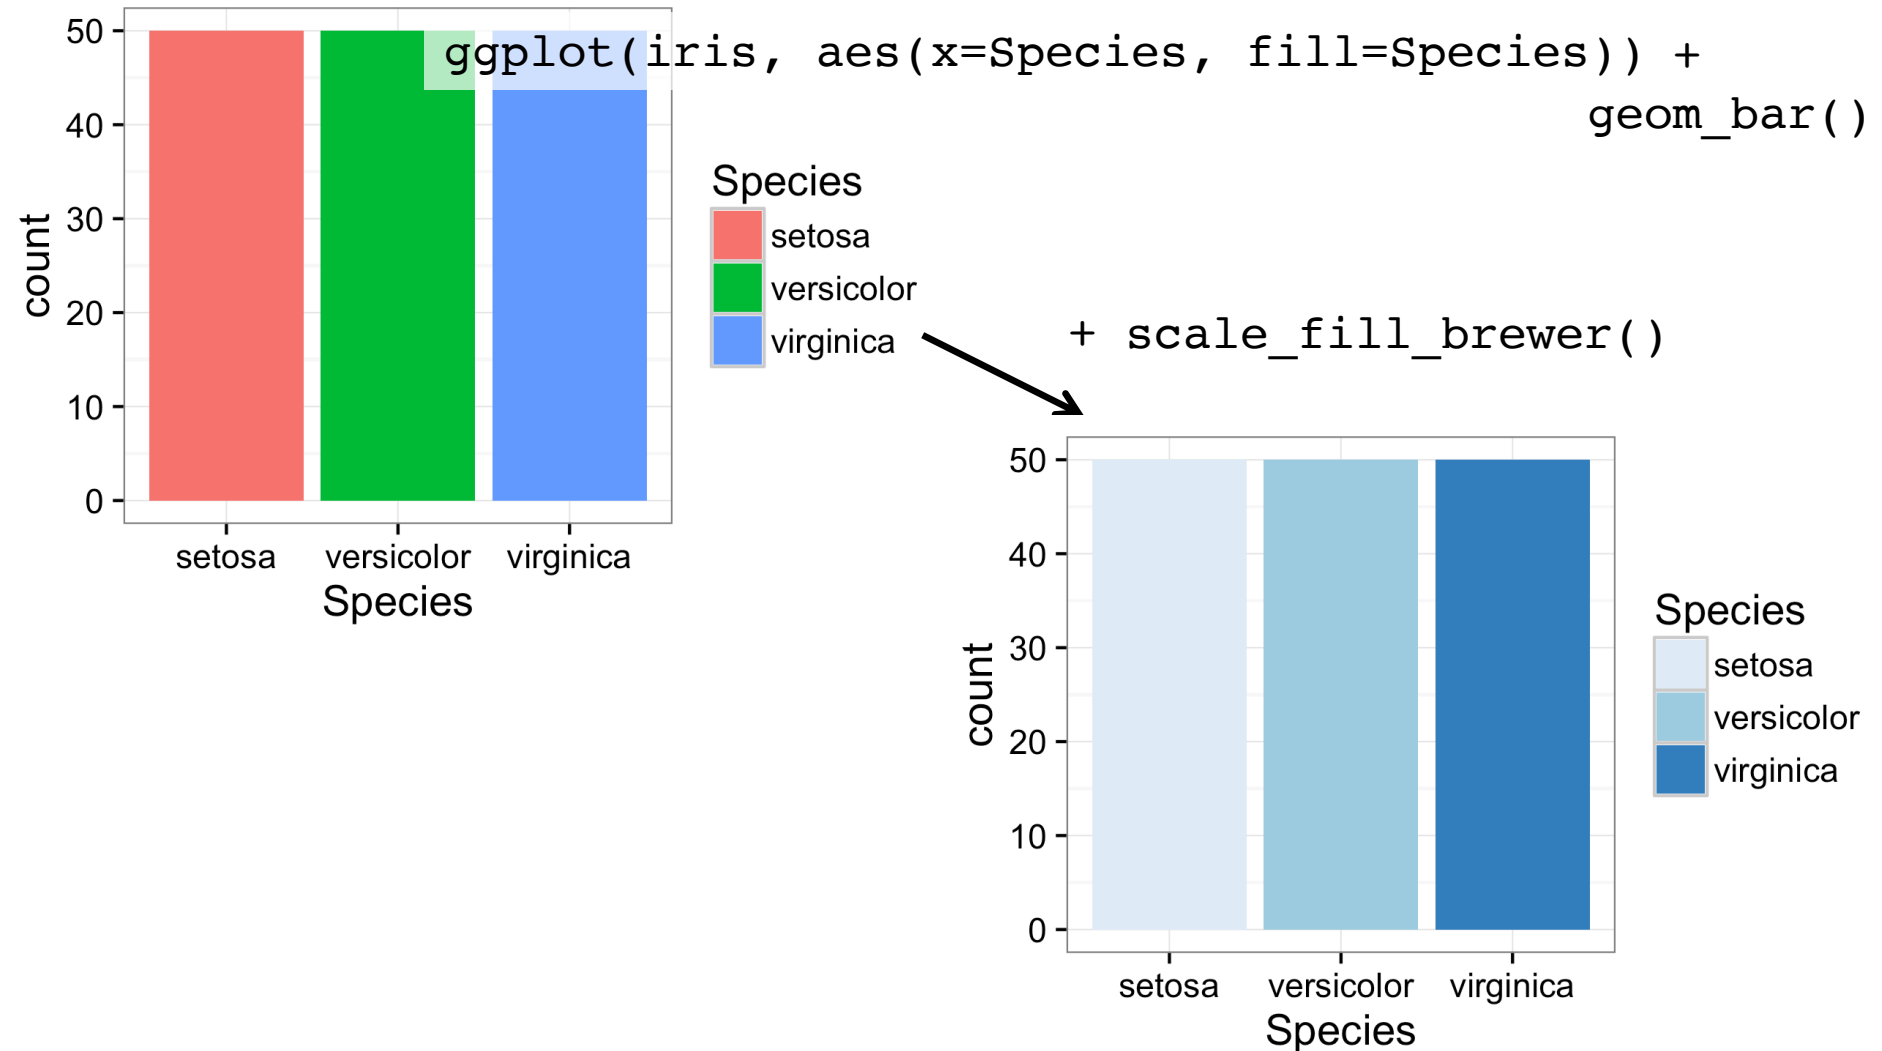 ggplot(iris, aes(x=Species, fill=Species)) +
geom_bar()
50
40
30
20
10
0
count
setosa versicolor virginica
Species
Species
setosa
versicolor
virginica
+ scale_fill_brewer()
50
40
30
20
10
0
count
setosa versicolor virginica
Species
Species
setosa
versicolor
virginica